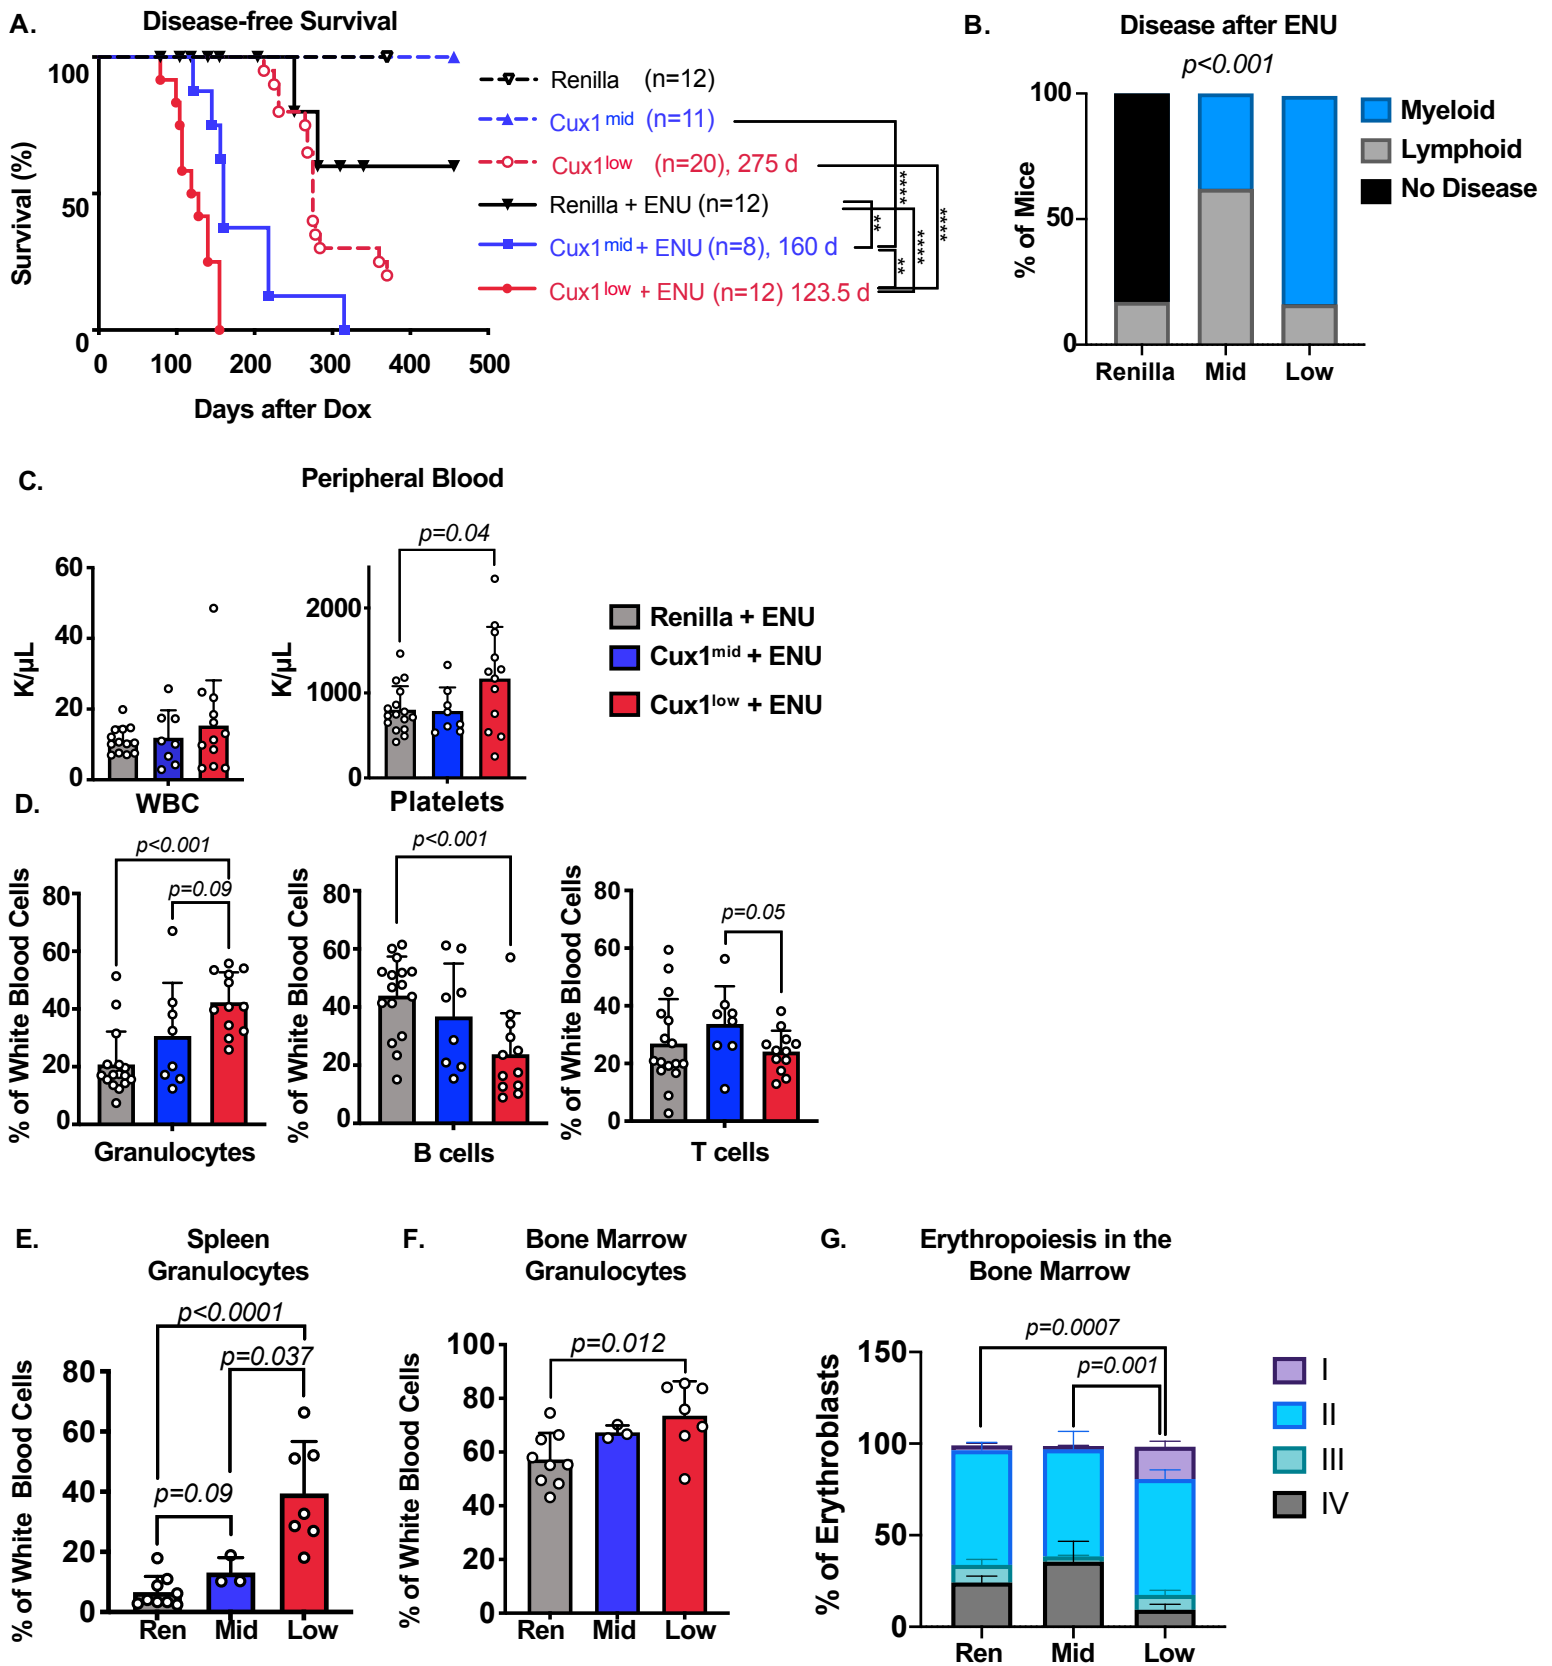 A.
Disease-free Survival
Survival (%)
100
50
0
0 100 200 300 400 500
Days after Dox
Renilla (n=12)
Cux1mid (n=11)
Cux1low (n=20), 275 d
Renilla + ENU (n=12)
Cux1mid + ENU (n=8), 160 d
Cux1low + ENU (n=12) 123.5 d
**
****
**
****
****
B.
Disease after ENU
p<0.001
% of Mice
100
50
0
Renilla Mid Low
Myeloid
Lymphoid
No Disease
C.
Peripheral Blood
K/µL
60
40
20
0
WBC
p=0.04
K/µL
2000
1000
0
Platelets
Renilla + ENU
Cux1mid + ENU
Cux1low + ENU
D.
p<0.001
p=0.09
% of White Blood Cells
80
60
40
20
0
Granulocytes
p<0.001
% of White Blood Cells
80
60
40
20
0
B cells
p=0.05
% of White Blood Cells
80
60
40
20
0
T cells
E.
Spleen
Granulocytes
p<0.0001
p=0.037
p=0.09
% of White Blood Cells
80
60
40
20
0
Ren Mid Low
F.
Bone Marrow
Granulocytes
p=0.012
% of White Blood Cells
100
80
60
40
20
0
Ren Mid Low
G.
Erythropoiesis in the
Bone Marrow
p=0.0007
p=0.001
% of Erythroblasts
150
100
50
0
Ren Mid Low
I
II
III
IV